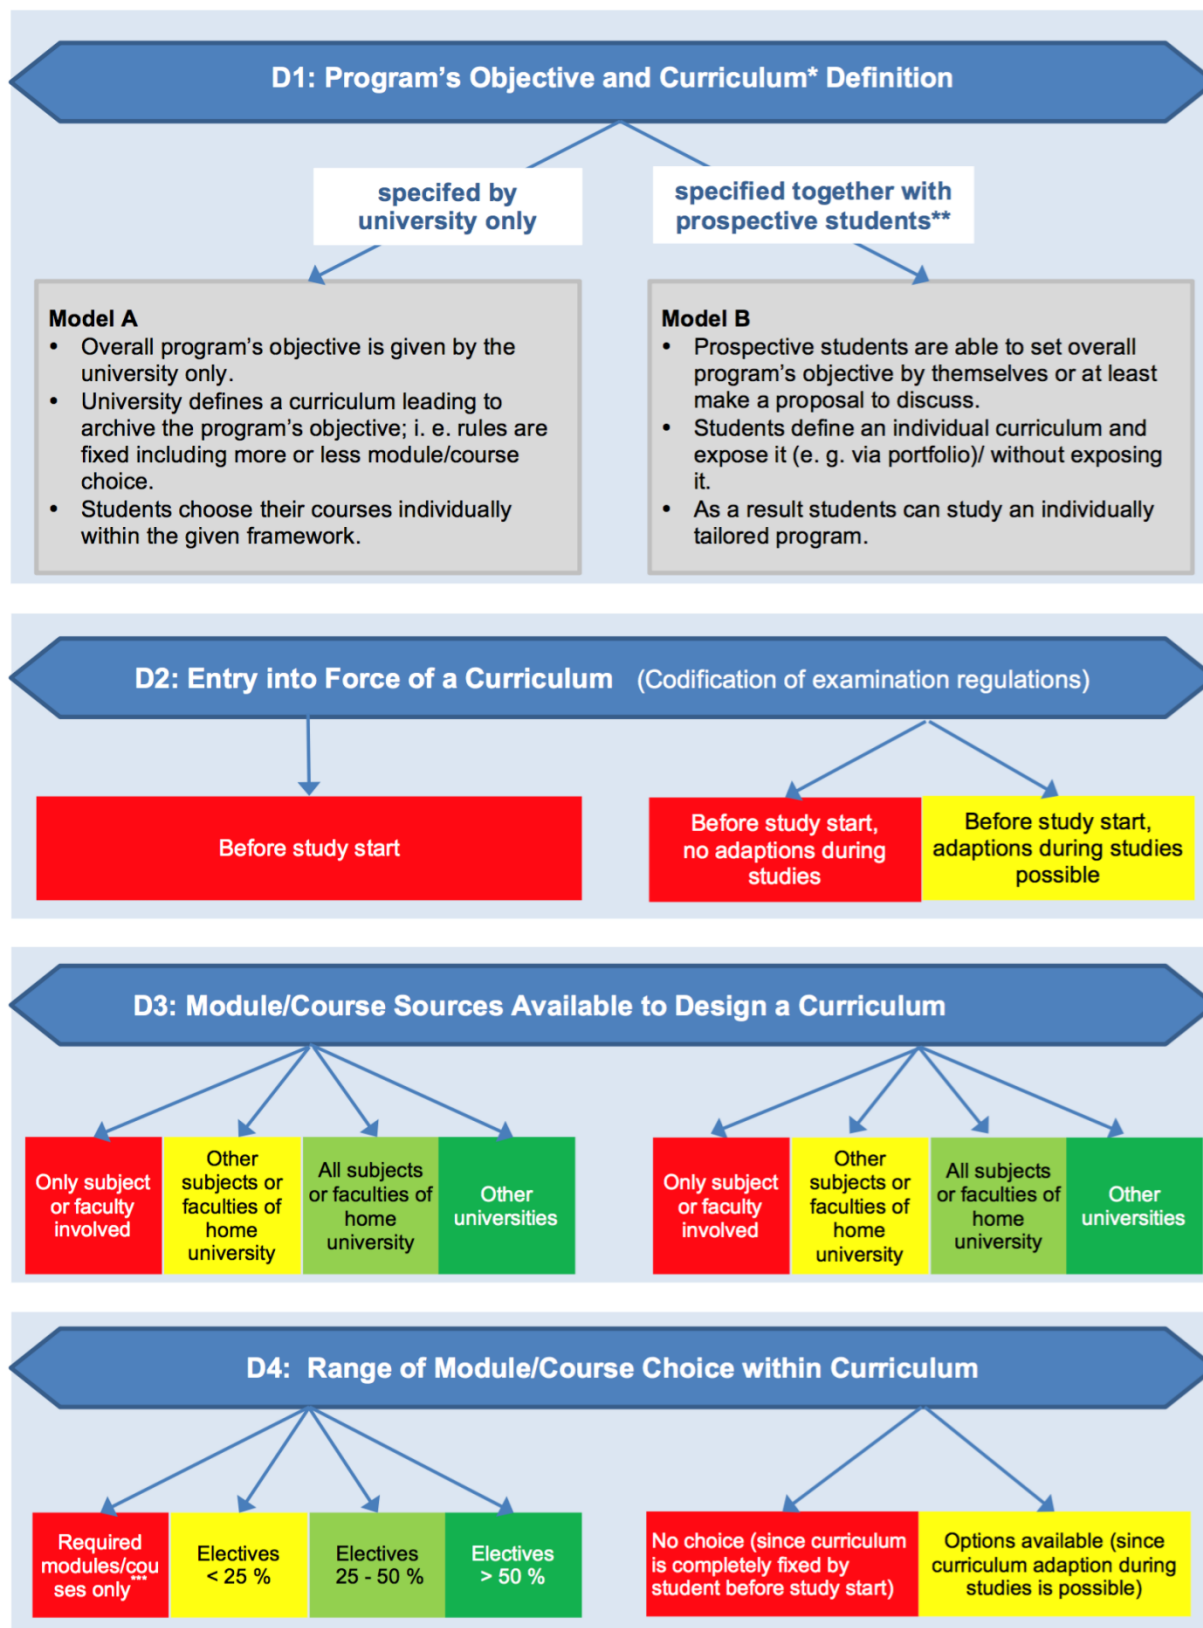 D1: Program's Objective and Curriculum* Definition
specifed by
university only
specified together with
prospective students**
Model A
• Overall program's objective is given by the
university only.
• University defines a curriculum leading to
archive the program's objective; i. e. rules are
fixed including more or less module/course
choice.
• Students choose their courses individually
within the given framework.
Model B
• Prospective students are able to set overall
program's objective by themselves or at least
make a proposal to discuss.
• Students define an individual curriculum and
expose it (e. g. via portfolio)/ without exposing
it.
• As a result students can study an individually
tailored program.
D2: Entry into Force of a Curriculum (Codification of examination regulations)
Before study start
Before study start,
no adaptions during
studies
Before study start,
adaptions during studies
possible
D3: Module/Course Sources Available to Design a Curriculum
Only subject
or faculty
involved
Other
subjects or
faculties of
home
university
All subjects
or faculties of
home
university
Other
universities
Only subject
or faculty
involved
Other
subjects or
faculties of
home
university
All subjects
or faculties of
home
university
Other
universities
D4: Range of Module/Course Choice within Curriculum
Required
modules/cou
ses only***
Electives
< 25 %
Electives
25 - 50 %
Electives
> 50 %
No choice (since curriculum
is completely fixed by
student before study start)
Options available (since
curriculum adaption during
studies is possible)